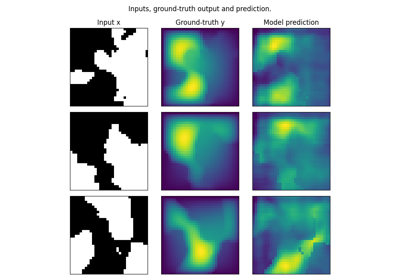 Inputs, ground-truth output and prediction.
Input x
Ground-truth y
Model prediction